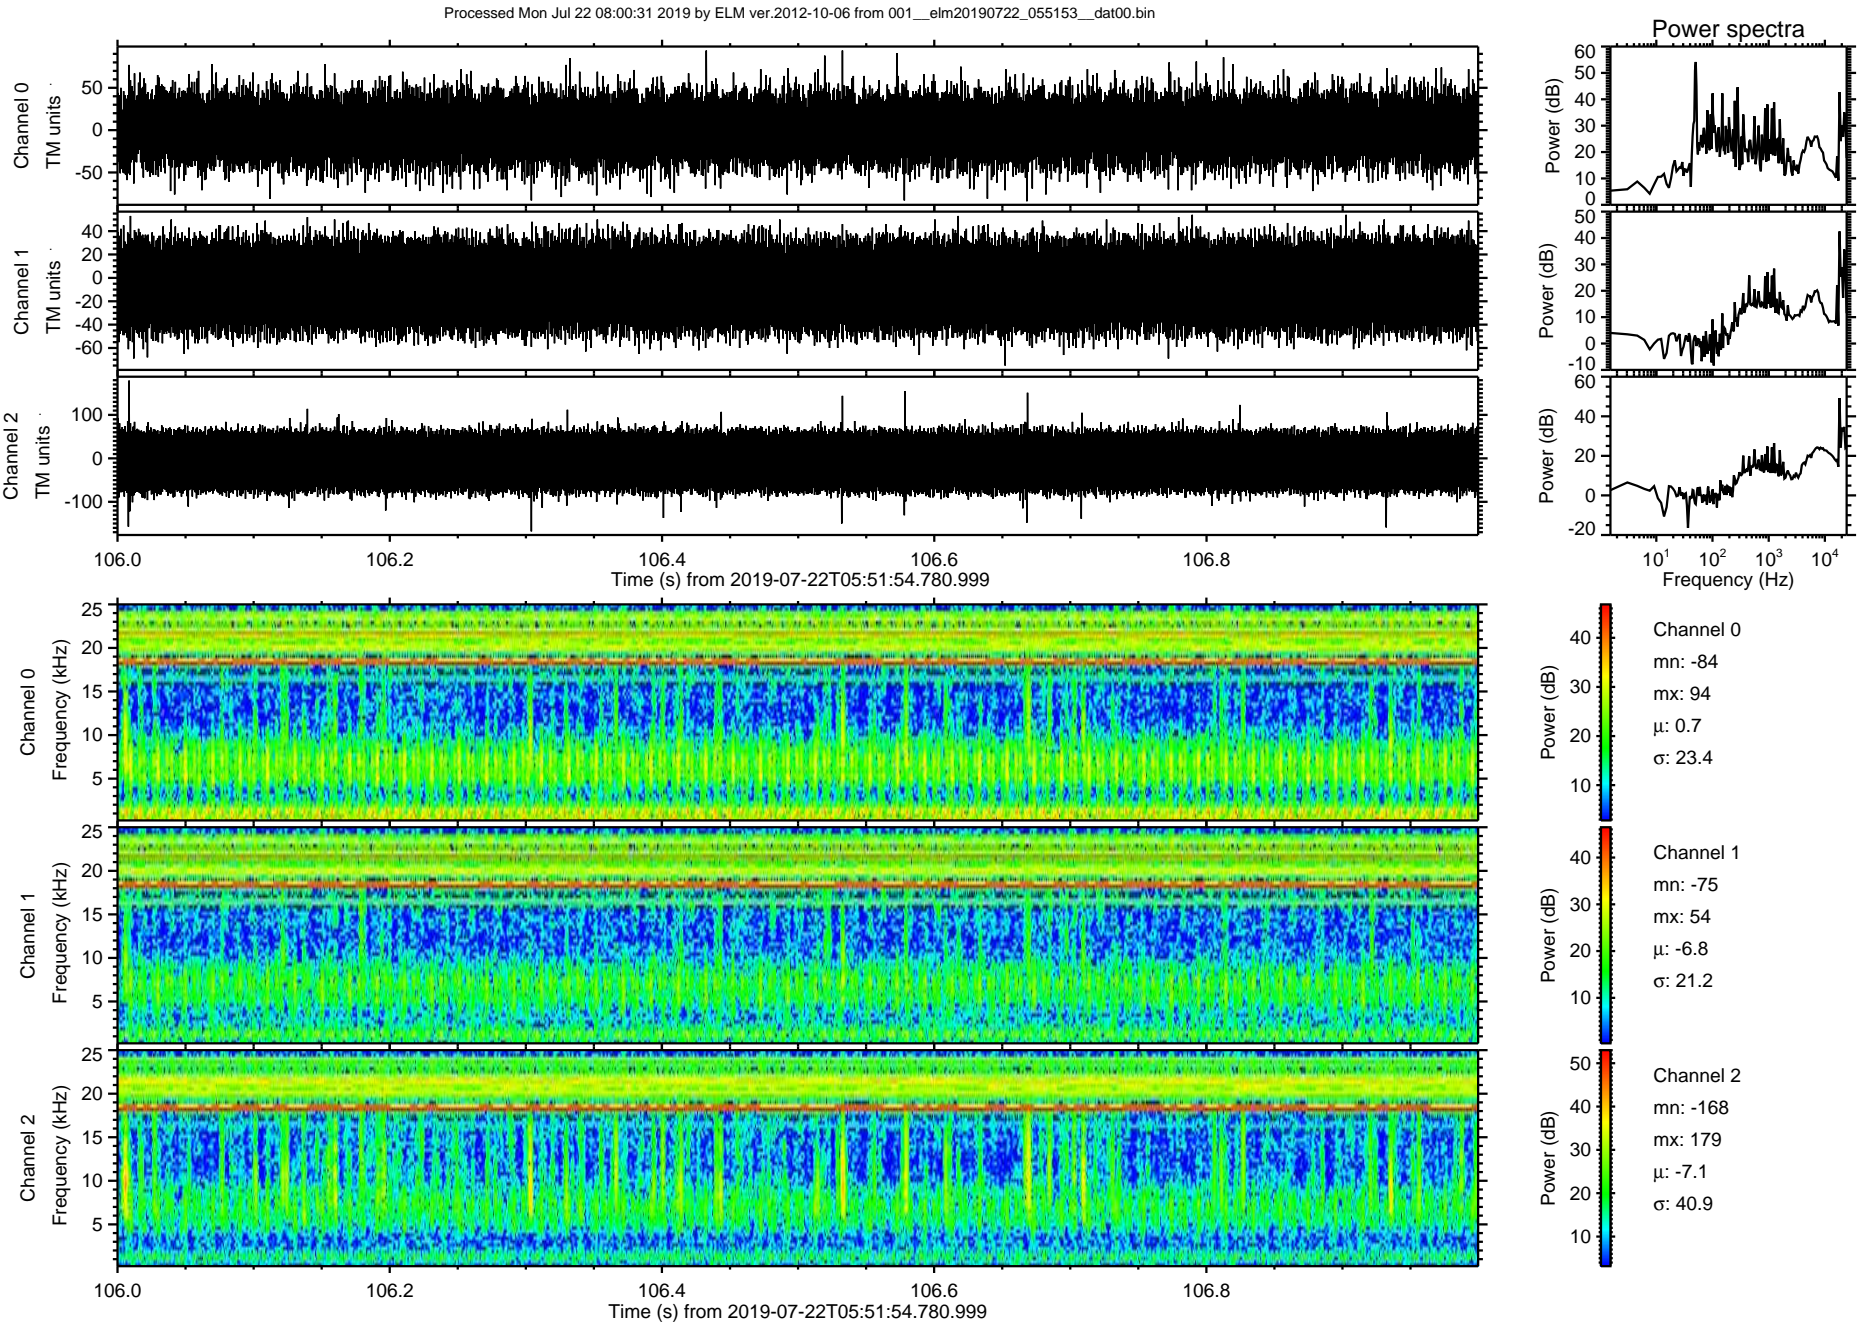 Processed Mon Jul 22 08:00:31 2019 by ELM ver.2012-10-06 from 001__elm20190722_055153__dat00.bin
Power spectra
Channel 0
TM units
50
0
-50
Power (dB)
60
50
40
30
20
10
0
Channel 1
TM units
40
20
0
-20
-40
-60
Power (dB)
50
40
30
20
10
0
-10
Channel 2
TM units
100
0
-100
Power (dB)
60
40
20
0
-20
106.0 106.2 106.4 106.6 106.8
Time (s) from 2019-07-22T05:51:54.780.999
10^1 10^2 10^3 10^4
Frequency (Hz)
Channel 0
Frequency (kHz)
25
20
15
10
5
Power (dB)
40
30
20
10
Channel 0
mn: -84
mx: 94
μ: 0.7
σ: 23.4
Channel 1
Frequency (kHz)
25
20
15
10
5
Power (dB)
40
30
20
10
Channel 1
mn: -75
mx: 54
μ: -6.8
σ: 21.2
Channel 2
Frequency (kHz)
25
20
15
10
5
Power (dB)
50
40
30
20
10
Channel 2
mn: -168
mx: 179
μ: -7.1
σ: 40.9
106.0 106.2 106.4 106.6 106.8
Time (s) from 2019-07-22T05:51:54.780.999